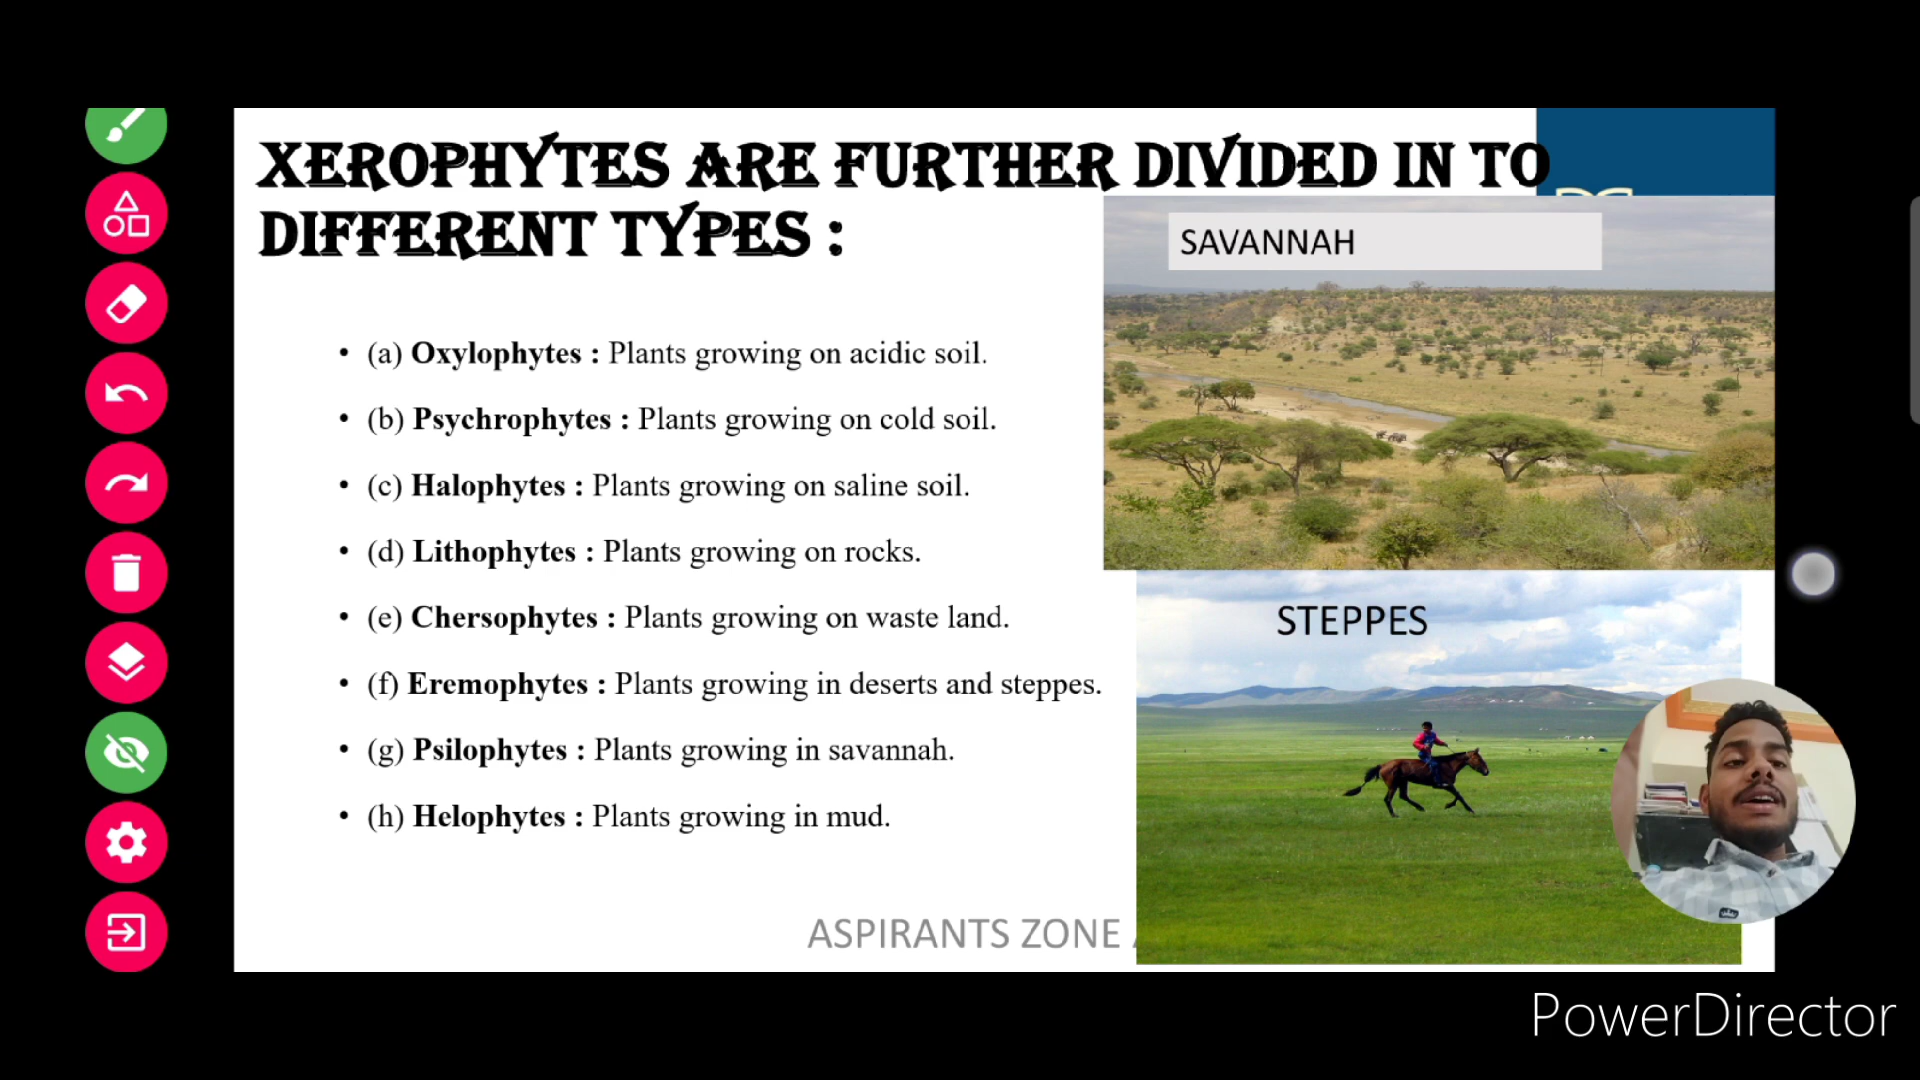 XEROPHYTES ARE FURTHER DIVIDED IN TO
DIFFERENT TYPES :
SAVANNAH
• (a) Oxylophytes : Plants growing on acidic soil.
• (b) Psychrophytes : Plants growing on cold soil.
• (c) Halophytes : Plants growing on saline soil.
• (d) Lithophytes : Plants growing on rocks.
• (e) Chersophytes : Plants growing on waste land.
STEPPES
• (f) Eremophytes : Plants growing in deserts and steppes.
• (g) Psilophytes : Plants growing in savannah.
• (h) Helophytes : Plants growing in mud.
ASPIRANTS ZONE
PowerDirector